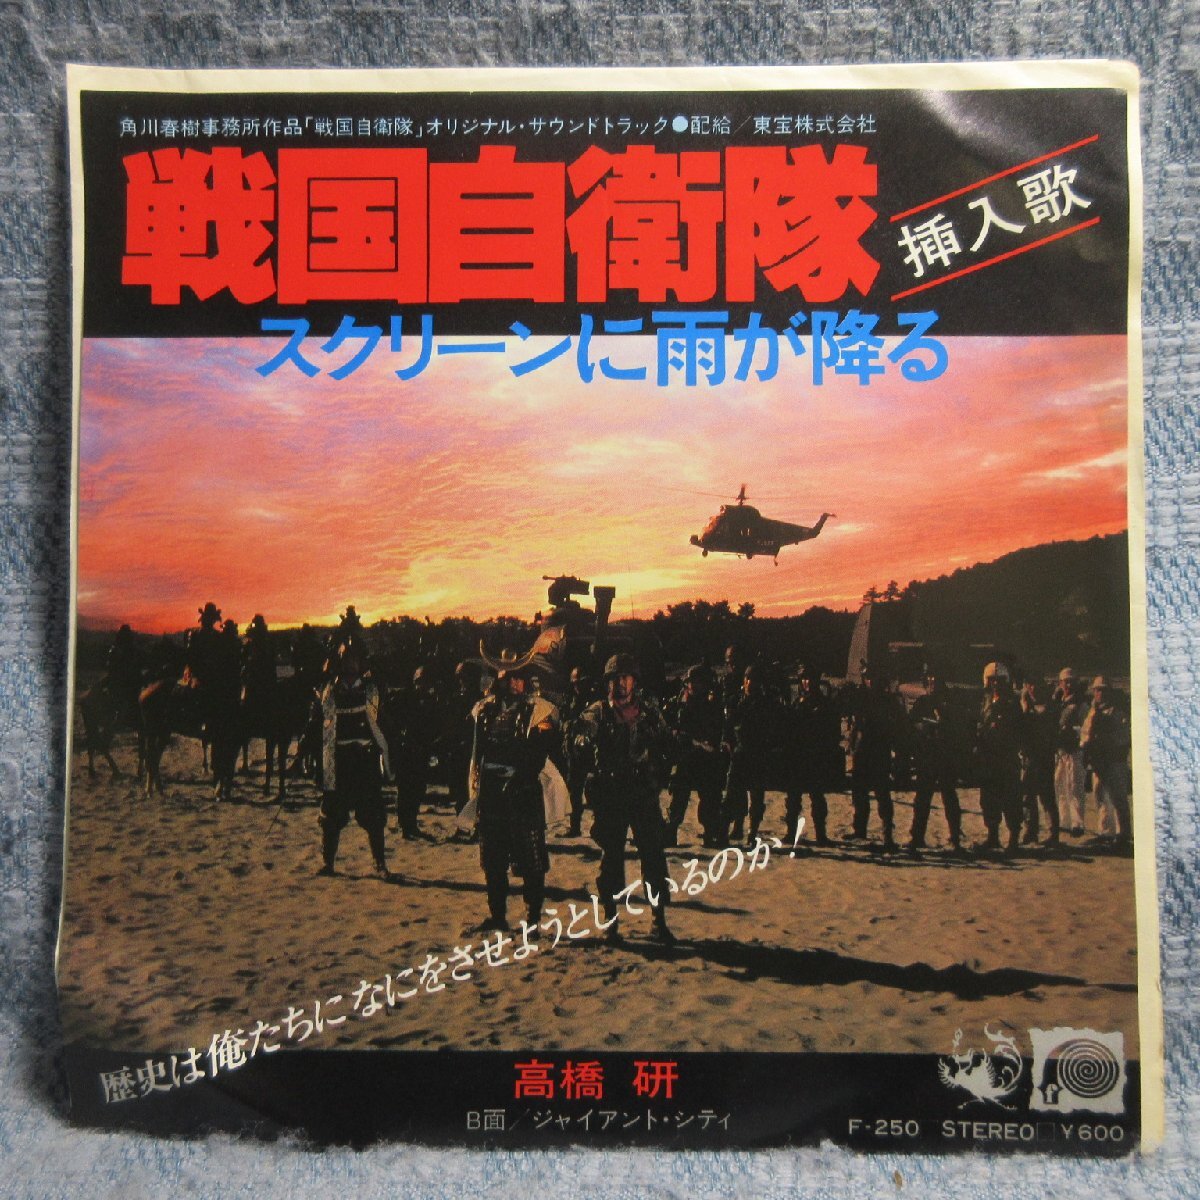 角川春樹事務所作品「戦国自衛隊」オリジナル・サウンドトラック●配給／東宝株式会社
戦国自衛隊
挿入歌
スクリーンに雨が降る
歴史は俺たちになにをさせようとしているのか！
高橋 研
B面／ジャイアント・シティ
f
F-250 STEREO □ ¥600